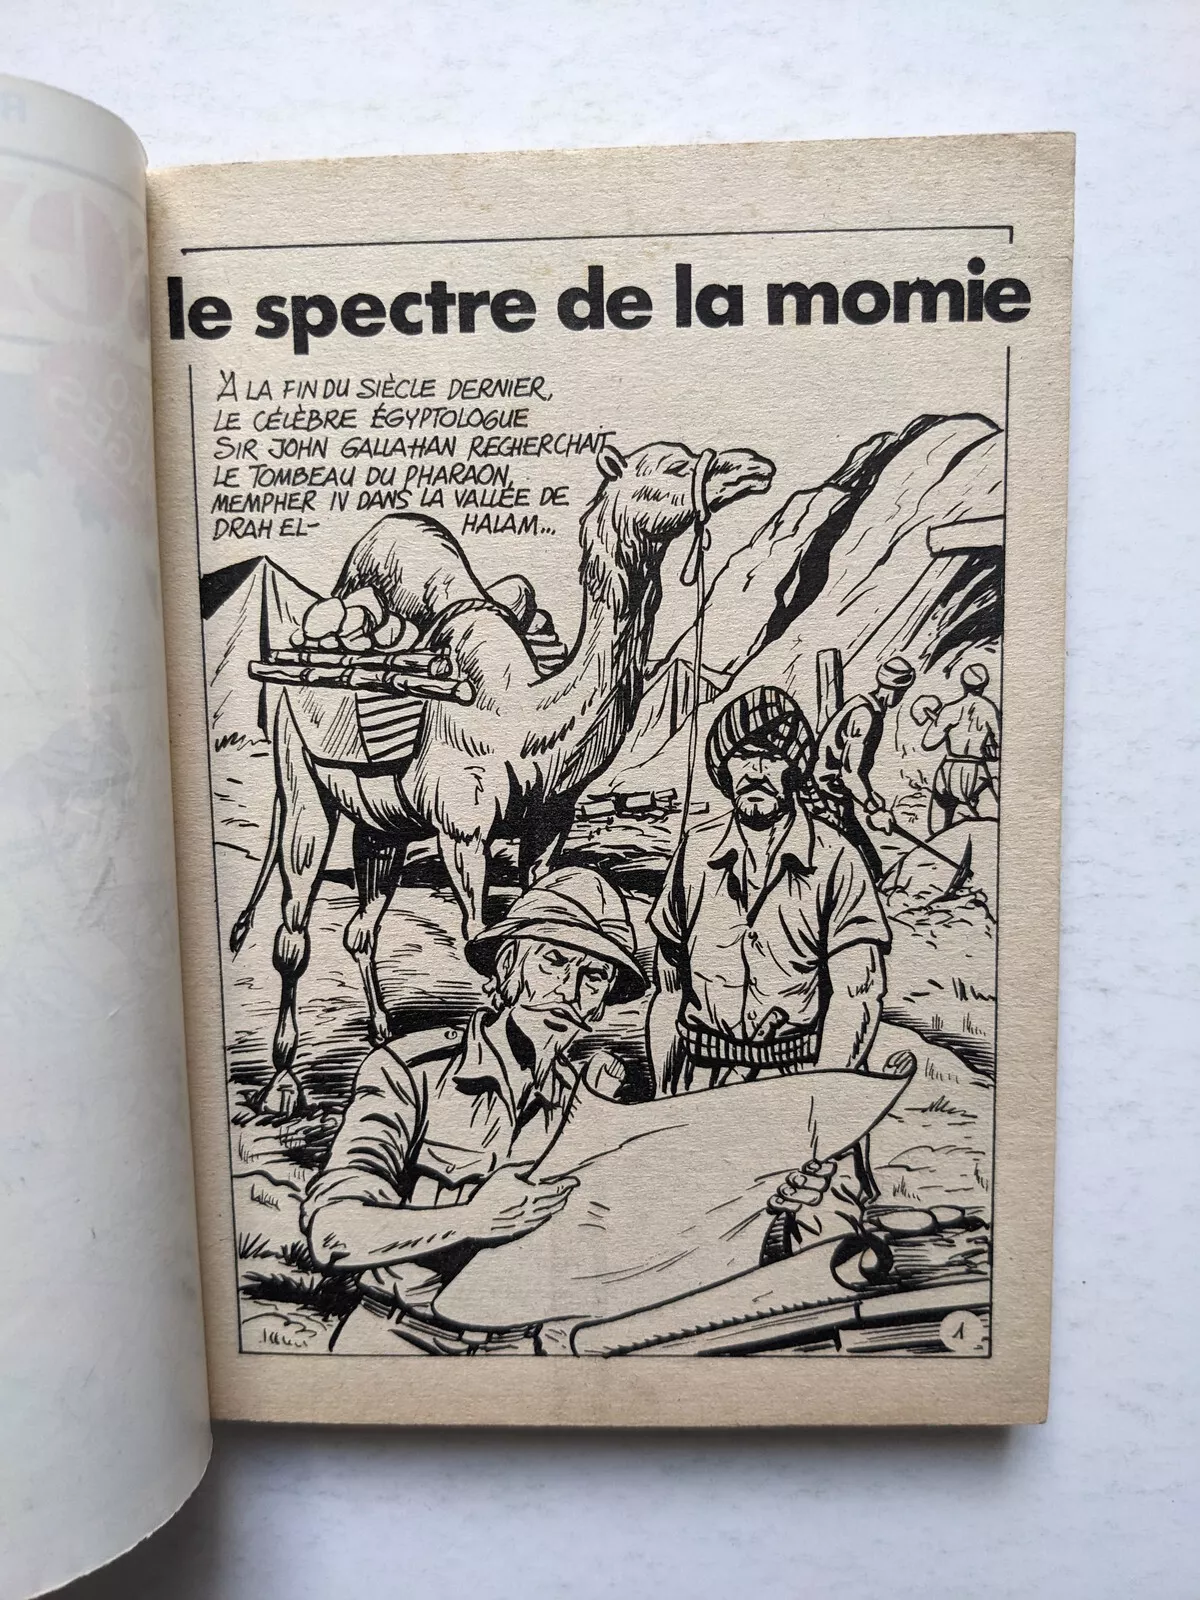 le spectre de la momie
À LA FIN DU SIÈCLE DERNIER,
LE CÉLÈBRE ÉGYPTOLOGUE
SIR JOHN GALLAHAN RECHERCHAIT
LE TOMBEAU DU PHARAON,
MEMPHER IV DANS LA VALLÉE DE
DRAH EL- HALAM...
1